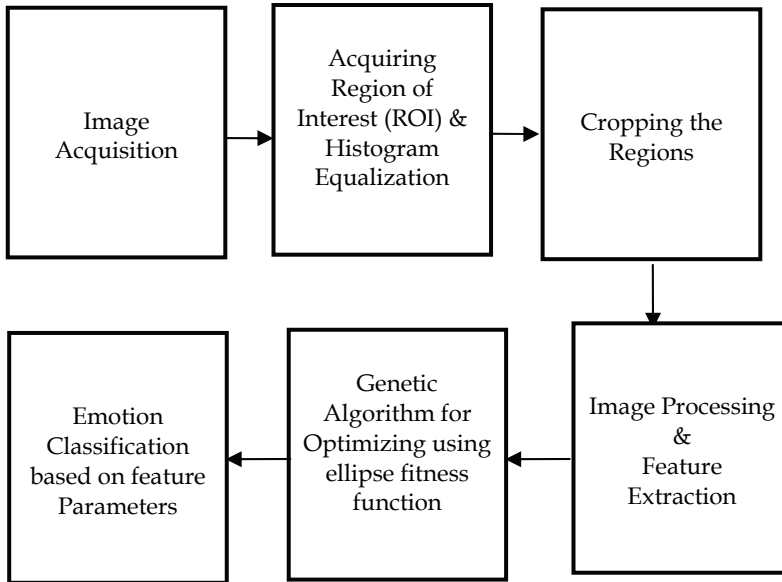 Image
Acquisition
Acquiring
Region of
Interest (ROI) &
Histogram
Equalization
Cropping the
Regions
Image Processing
&
Feature
Extraction
Genetic
Algorithm for
Optimizing using
ellipse fitness
function
Emotion
Classification
based on feature
Parameters